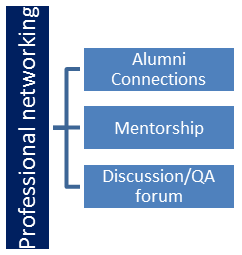 Professional networking
Alumni
Connections
Mentorship
Discussion/QA
forum